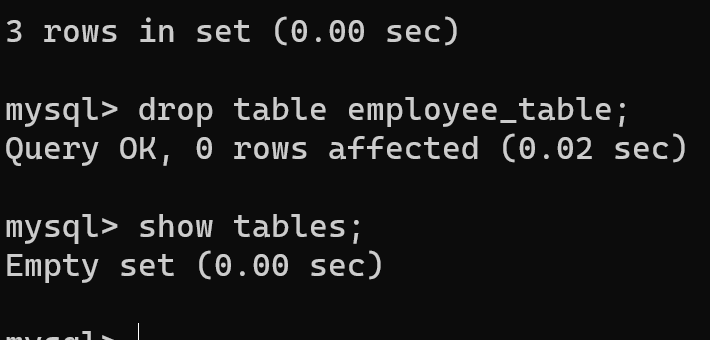 3 rows in set (0.00 sec)
mysql> drop table employee_table;
Query OK, 0 rows affected (0.02 sec)
mysql> show tables;
Empty set (0.00 sec)
mysql>